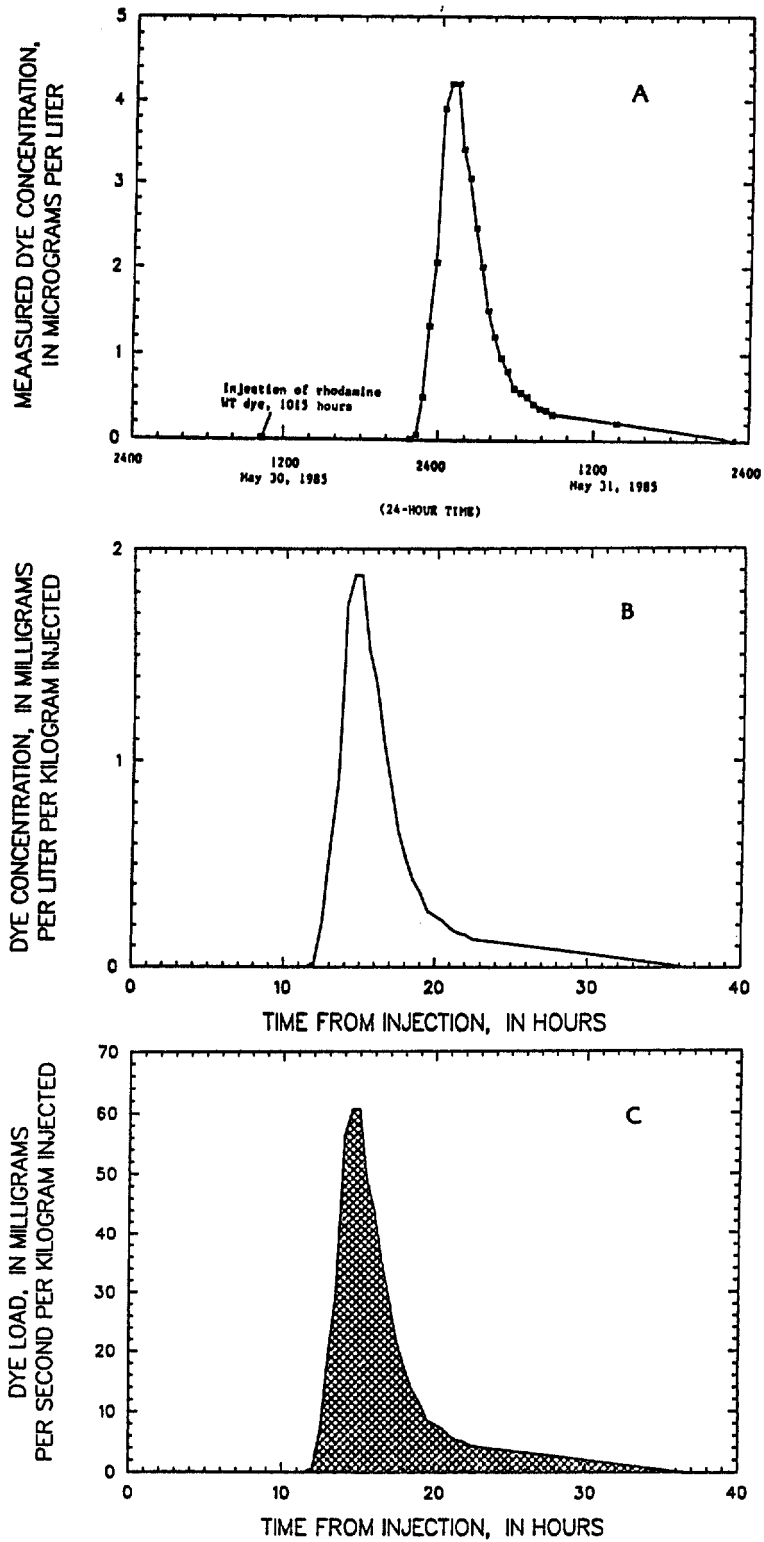 MEAASURED DYE CONCENTRATION,
IN MICROGRAMS PER LITER
5
4
3
2
1
0
A
Injection of rhodamine
WT dye, 1015 hours
2400
1200
2400
1200
2400
May 30, 1985
May 31, 1985
(24-HOUR TIME)
DYE CONCENTRATION, IN MILLIGRAMS
PER LITER PER KILOGRAM INJECTED
2
1
0
B
0
10
20
30
40
TIME FROM INJECTION, IN HOURS
DYE LOAD, IN MILLIGRAMS
PER SECOND PER KILOGRAM INJECTED
70
60
50
40
30
20
10
0
C
0
10
20
30
40
TIME FROM INJECTION, IN HOURS